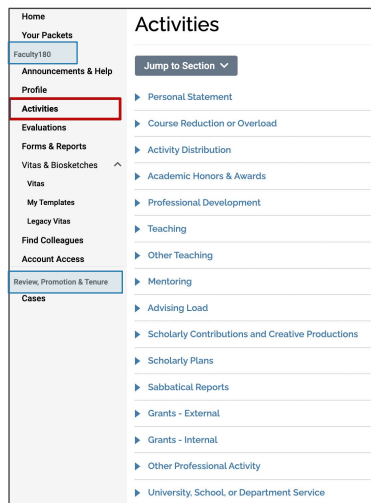 Home
Your Packets
Faculty180
Announcements & Help
Profile
Activities
Evaluations
Forms & Reports
Vitas & Biosketches
Vitas
My Templates
Legacy Vitas
Find Colleagues
Account Access
Review, Promotion & Tenure
Cases
Activities
Jump to Section
Personal Statement
Course Reduction or Overload
Activity Distribution
Academic Honors & Awards
Professional Development
Teaching
Other Teaching
Mentoring
Advising Load
Scholarly Contributions and Creative Productions
Scholarly Plans
Sabbatical Reports
Grants - External
Grants - Internal
Other Professional Activity
University, School, or Department Service